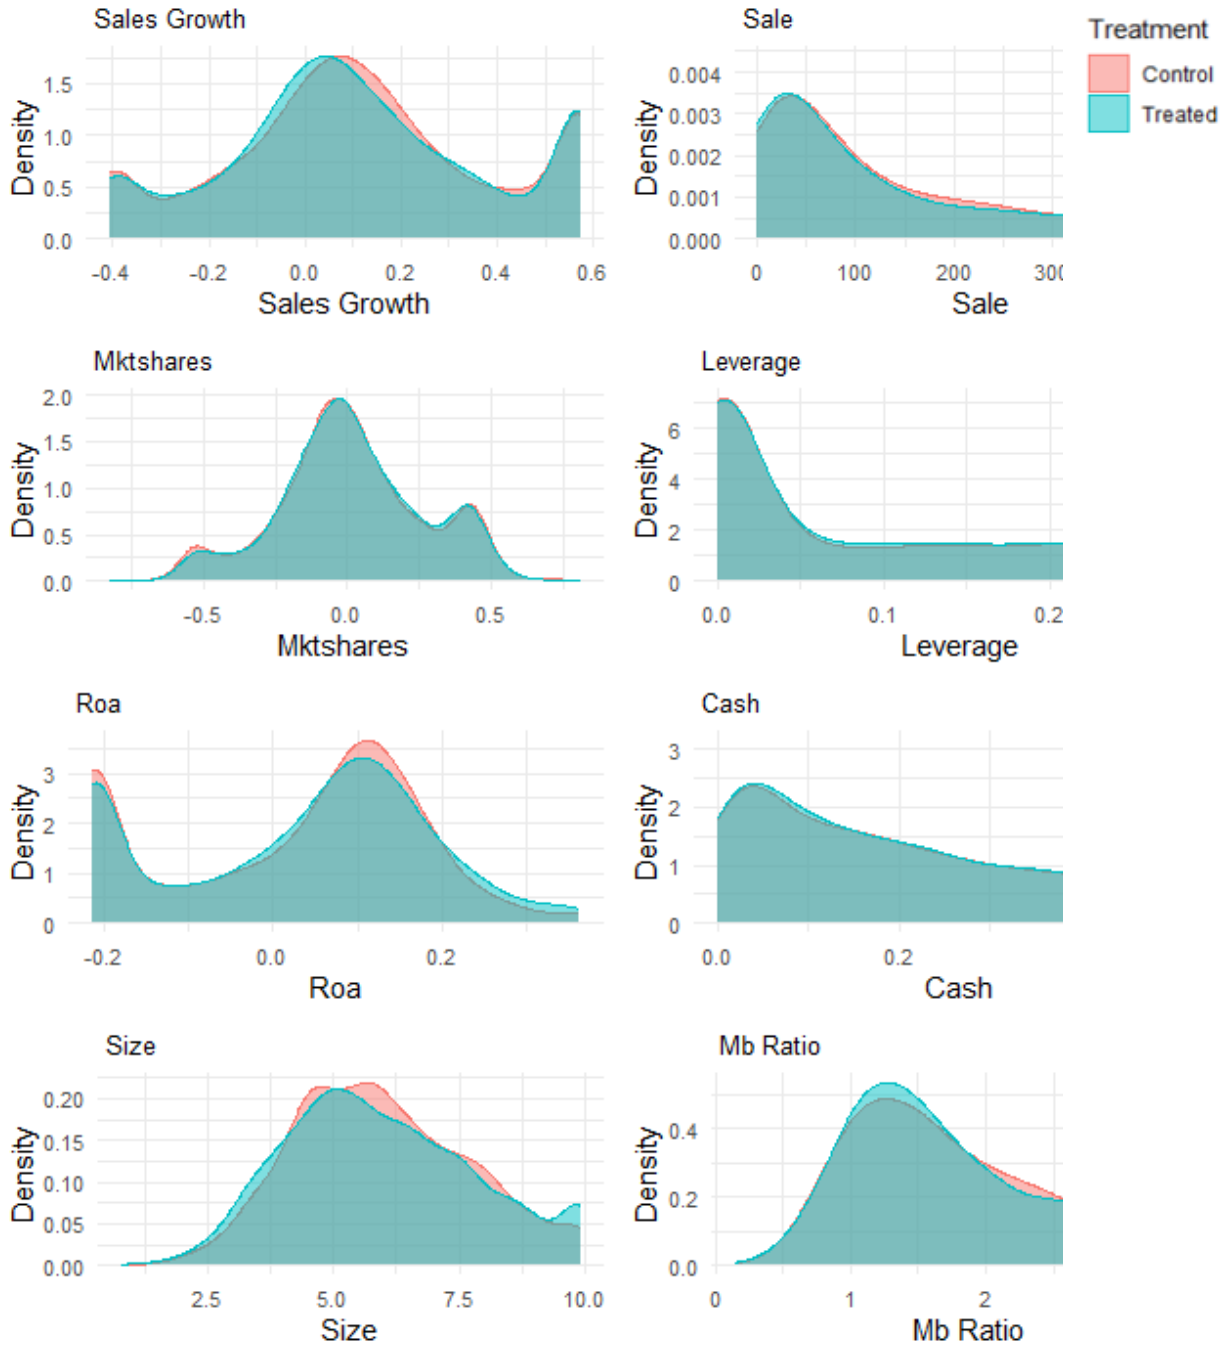 Sales Growth
Density
1.5
1.0
0.5
0.0
-0.4 -0.2 0.0 0.2 0.4 0.6
Sales Growth
Sale
Density
0.004
0.003
0.002
0.001
0.000
0 100 200
Sale
Treatment
Control
Treated
Mktshares
Density
2.0
1.5
1.0
0.5
0.0
-0.5 0.0 0.5
Mktshares
Leverage
Density
6
4
2
0
0.0 0.1 0.2
Leverage
Roa
Density
3
2
1
0
-0.2 0.0 0.2
Roa
Cash
Density
3
2
1
0
0.0 0.2
Cash
Size
Density
0.20
0.15
0.10
0.05
0.00
2.5 5.0 7.5 10.0
Size
Mb Ratio
Density
0.4
0.2
0.0
0 1 2
Mb Ratio